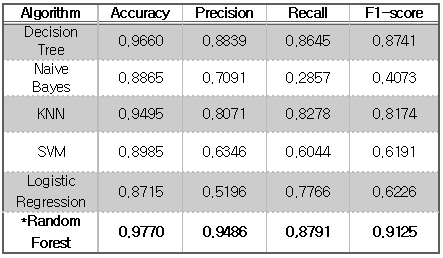 Algorithm Accuracy Precision Recall F1-score
Decision Tree 0.9660 0.8839 0.8645 0.8741
Naive Bayes 0.8865 0.7091 0.2857 0.4073
KNN 0.9495 0.8071 0.8278 0.8174
SVM 0.8985 0.6346 0.6044 0.6191
Logistic Regression 0.8715 0.5196 0.7766 0.6226
*Random Forest 0.9770 0.9486 0.8791 0.9125